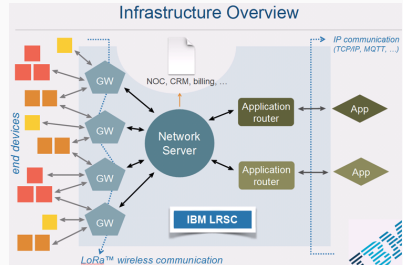 Infrastructure Overview
IP communication
(TCP/IP, MQTT, ...)
NOC, CRM, billing, ...
end devices
GW
GW
GW
GW
Network
Server
Application
router
App
Application
router
App
IBM LRSC
LoRa™ wireless communication